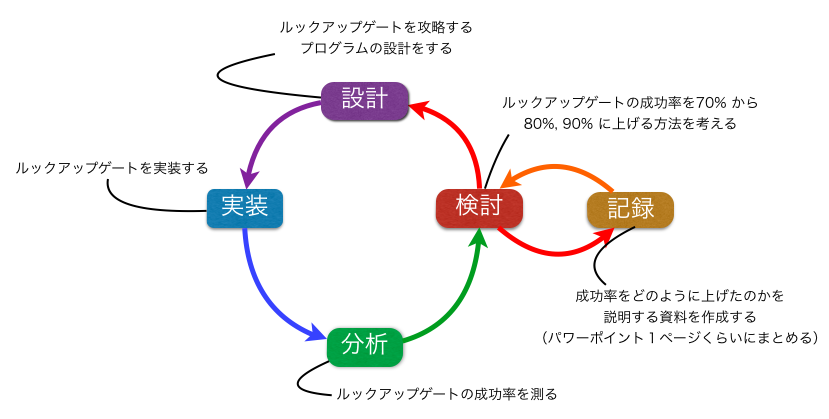 ルックアップゲートを攻略する
プログラムの設計をする
設計
ルックアップゲートの成功率を70% から
80%, 90% に上げる方法を考える
ルックアップゲートを実装する
実装
検討
記録
成功率をどのように上げたのかを
説明する資料を作成する
（パワーポイント１ページくらいにまとめる）
分析
ルックアップゲートの成功率を測る